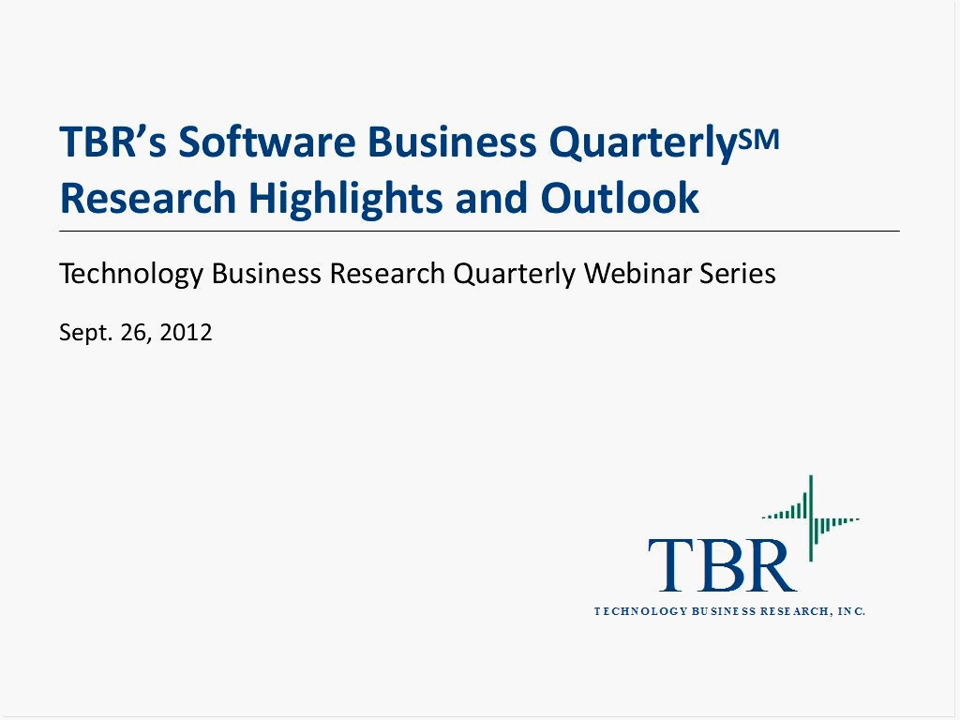 TBR’s Software Business QuarterlySM
Research Highlights and Outlook
Technology Business Research Quarterly Webinar Series
Sept. 26, 2012
TBR
TECHNOLOGY BUSINESS RESEARCH, INC.